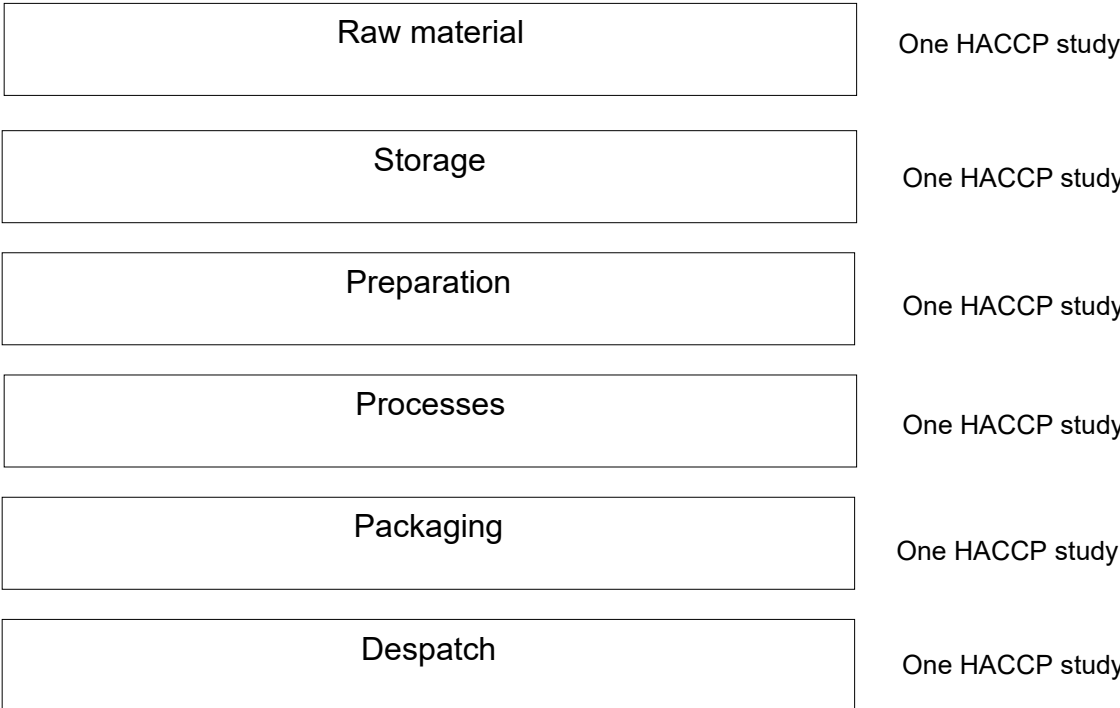 Raw material
One HACCP study
Storage
One HACCP study
Preparation
One HACCP study
Processes
One HACCP study
Packaging
One HACCP study
Despatch
One HACCP study